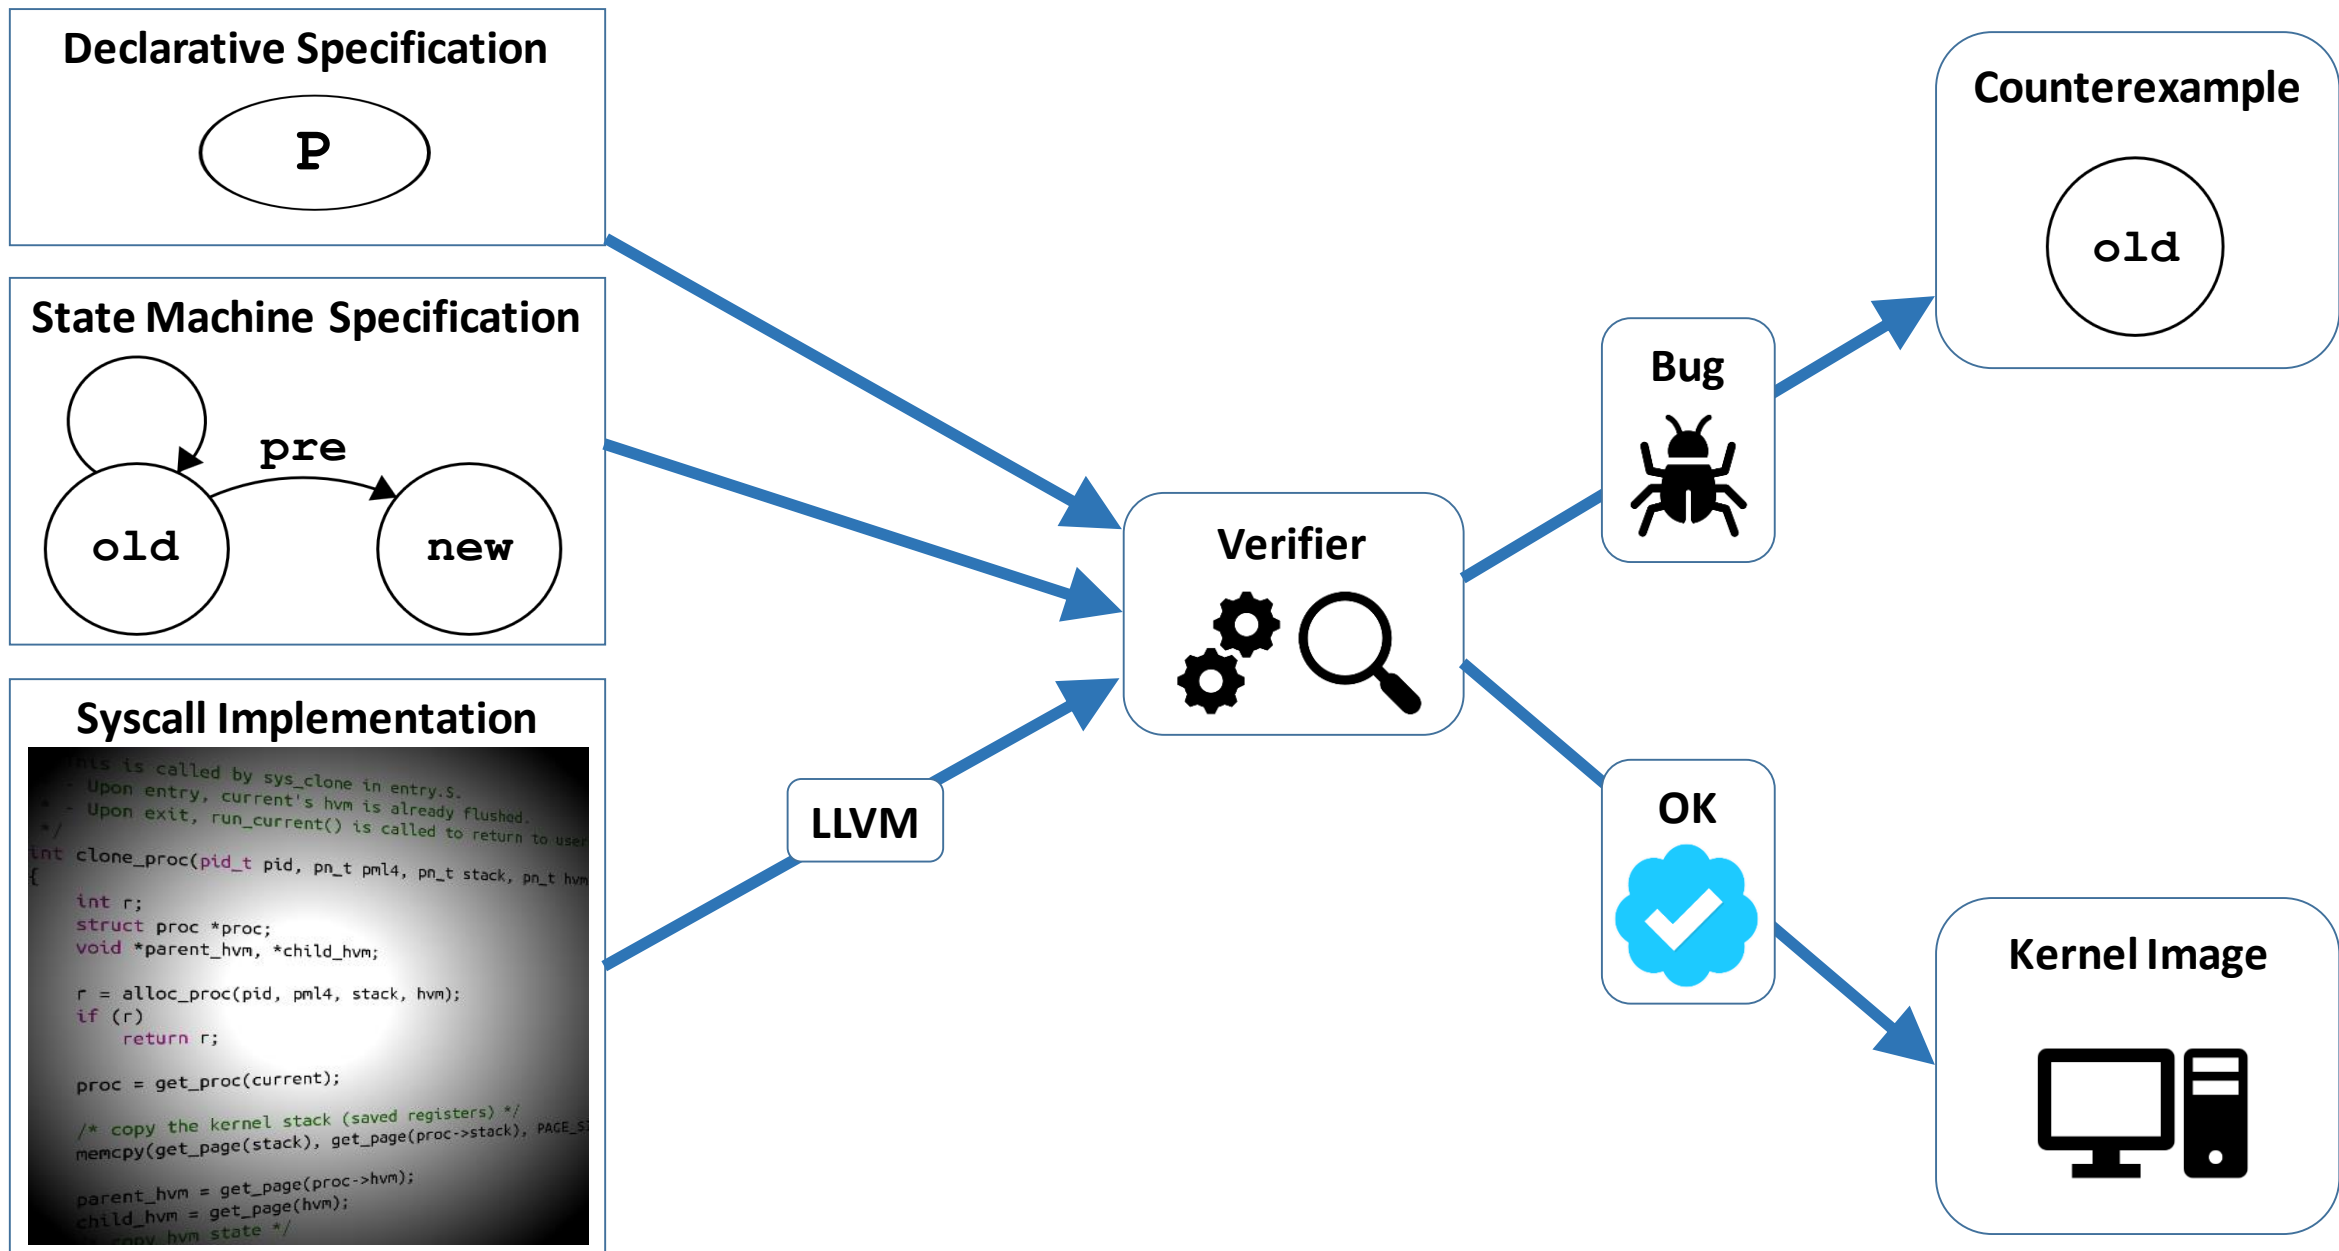 Declarative Specification
P
State Machine Specification
pre
old
new
Syscall Implementation
This is called by sys_clone in entry.S.
- Upon entry, current's hvm is already flushed.
* - Upon exit, run_current() is called to return to user
*/
int clone_proc(pid_t pid, pn_t pml4, pn_t stack, pn_t hvm
{
int r;
struct proc *proc;
void *parent_hvm, *child_hvm;
r = alloc_proc(pid, pml4, stack, hvm);
if (r)
return r;
proc = get_proc(current);
/* copy the kernel stack (saved registers) */
memcpy(get_page(stack), get_page(proc->stack), PAGE_S
parent_hvm = get_page(proc->hvm);
child_hvm = get_page(hvm);
/* copy hvm state */
LLVM
Verifier
Bug
OK
Counterexample
old
Kernel Image